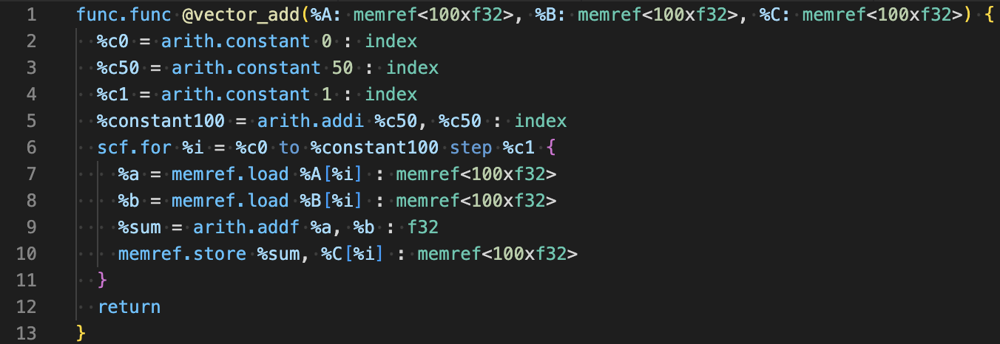 1 func.func @vector_add(%A: memref<100xf32>, %B: memref<100xf32>, %C: memref<100xf32>) {
2   %c0 = arith.constant 0 : index
3   %c50 = arith.constant 50 : index
4   %c1 = arith.constant 1 : index
5   %constant100 = arith.addi %c50, %c50 : index
6   scf.for %i = %c0 to %constant100 step %c1 {
7     %a = memref.load %A[%i] : memref<100xf32>
8     %b = memref.load %B[%i] : memref<100xf32>
9     %sum = arith.addf %a, %b : f32
10     memref.store %sum, %C[%i] : memref<100xf32>
11   }
12   return
13 }